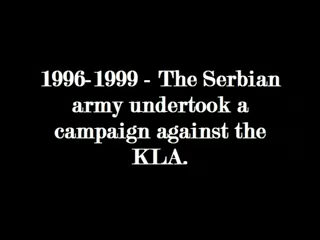 1996-1999 - The Serbian
army undertook a
campaign against the
KLA.